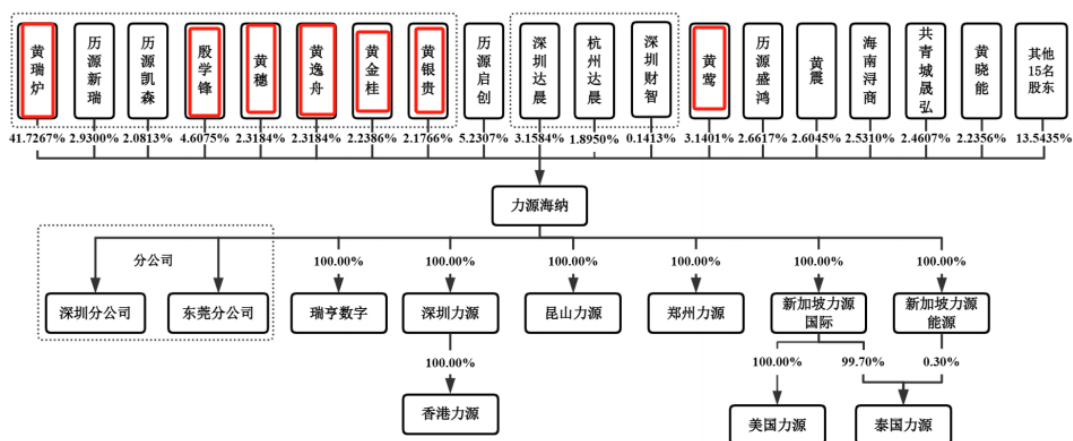 黄瑞炉
历源新瑞
历源凯森
殷学锋
黄穗
黄逸舟
黄金桂
黄银贵
历源启创
深圳达晨
杭州达晨
深圳财智
黄莺
历源盛鸿
黄震
海南浔商
共青城晟弘
黄晓能
其他
15名
股东
41.7267%
2.9300%
2.0813%
4.6075%
2.3184%
2.3184%
2.2386%
2.1766%
5.2307%
3.1584%
1.8950%
0.1413%
3.1401%
2.6617%
2.6045%
2.5310%
2.4607%
2.2356%
13.5435%
力源海纳
分公司
100.00%
100.00%
100.00%
100.00%
100.00%
100.00%
深圳分公司
东莞分公司
瑞亨数字
深圳力源
昆山力源
郑州力源
新加坡力源
国际
新加坡力源
能源
100.00%
100.00%
99.70%
0.30%
香港力源
美国力源
泰国力源